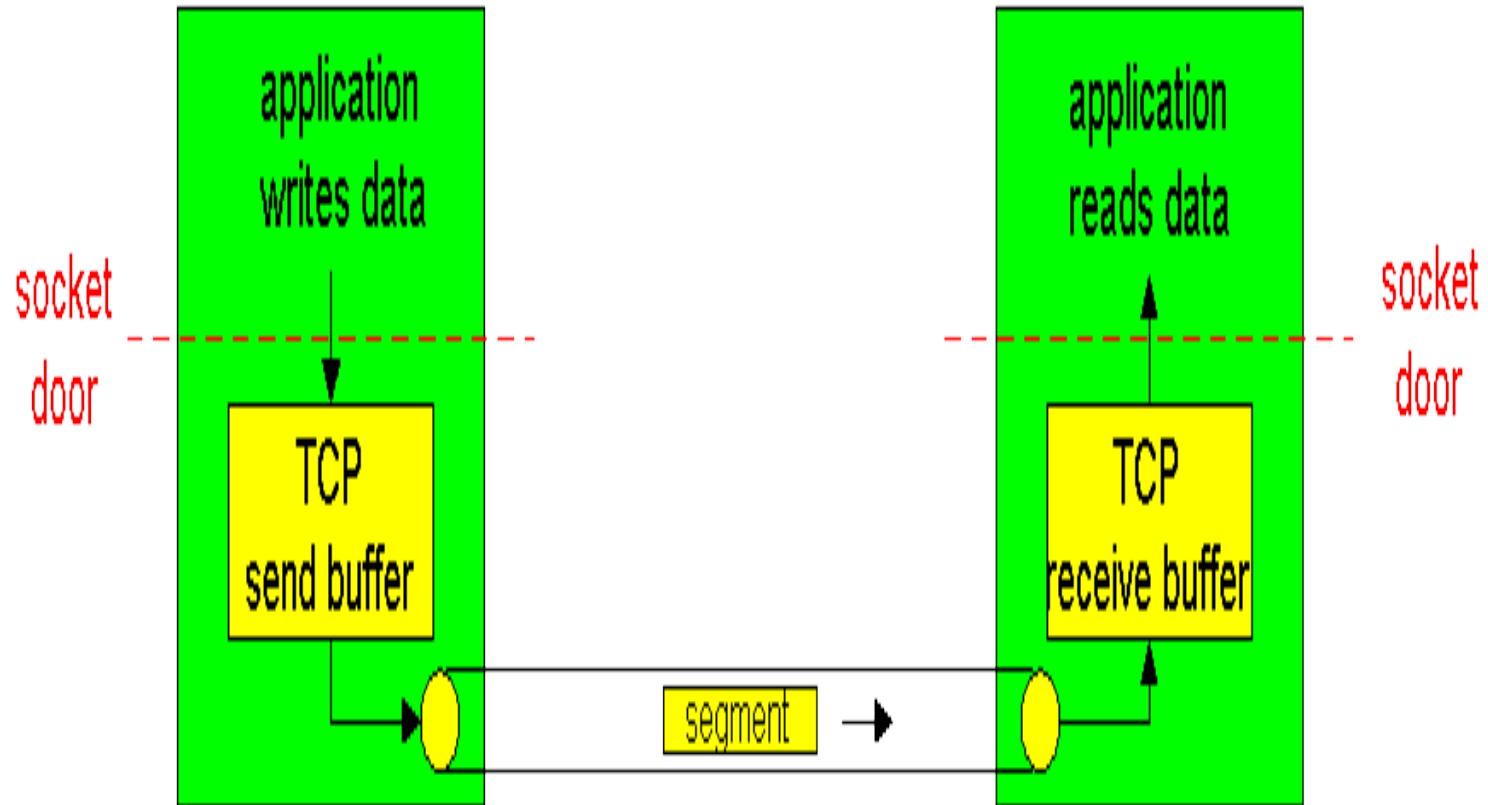 application
writes data
socket
door
TCP
send buffer
segment
application
reads data
socket
door
TCP
receive buffer